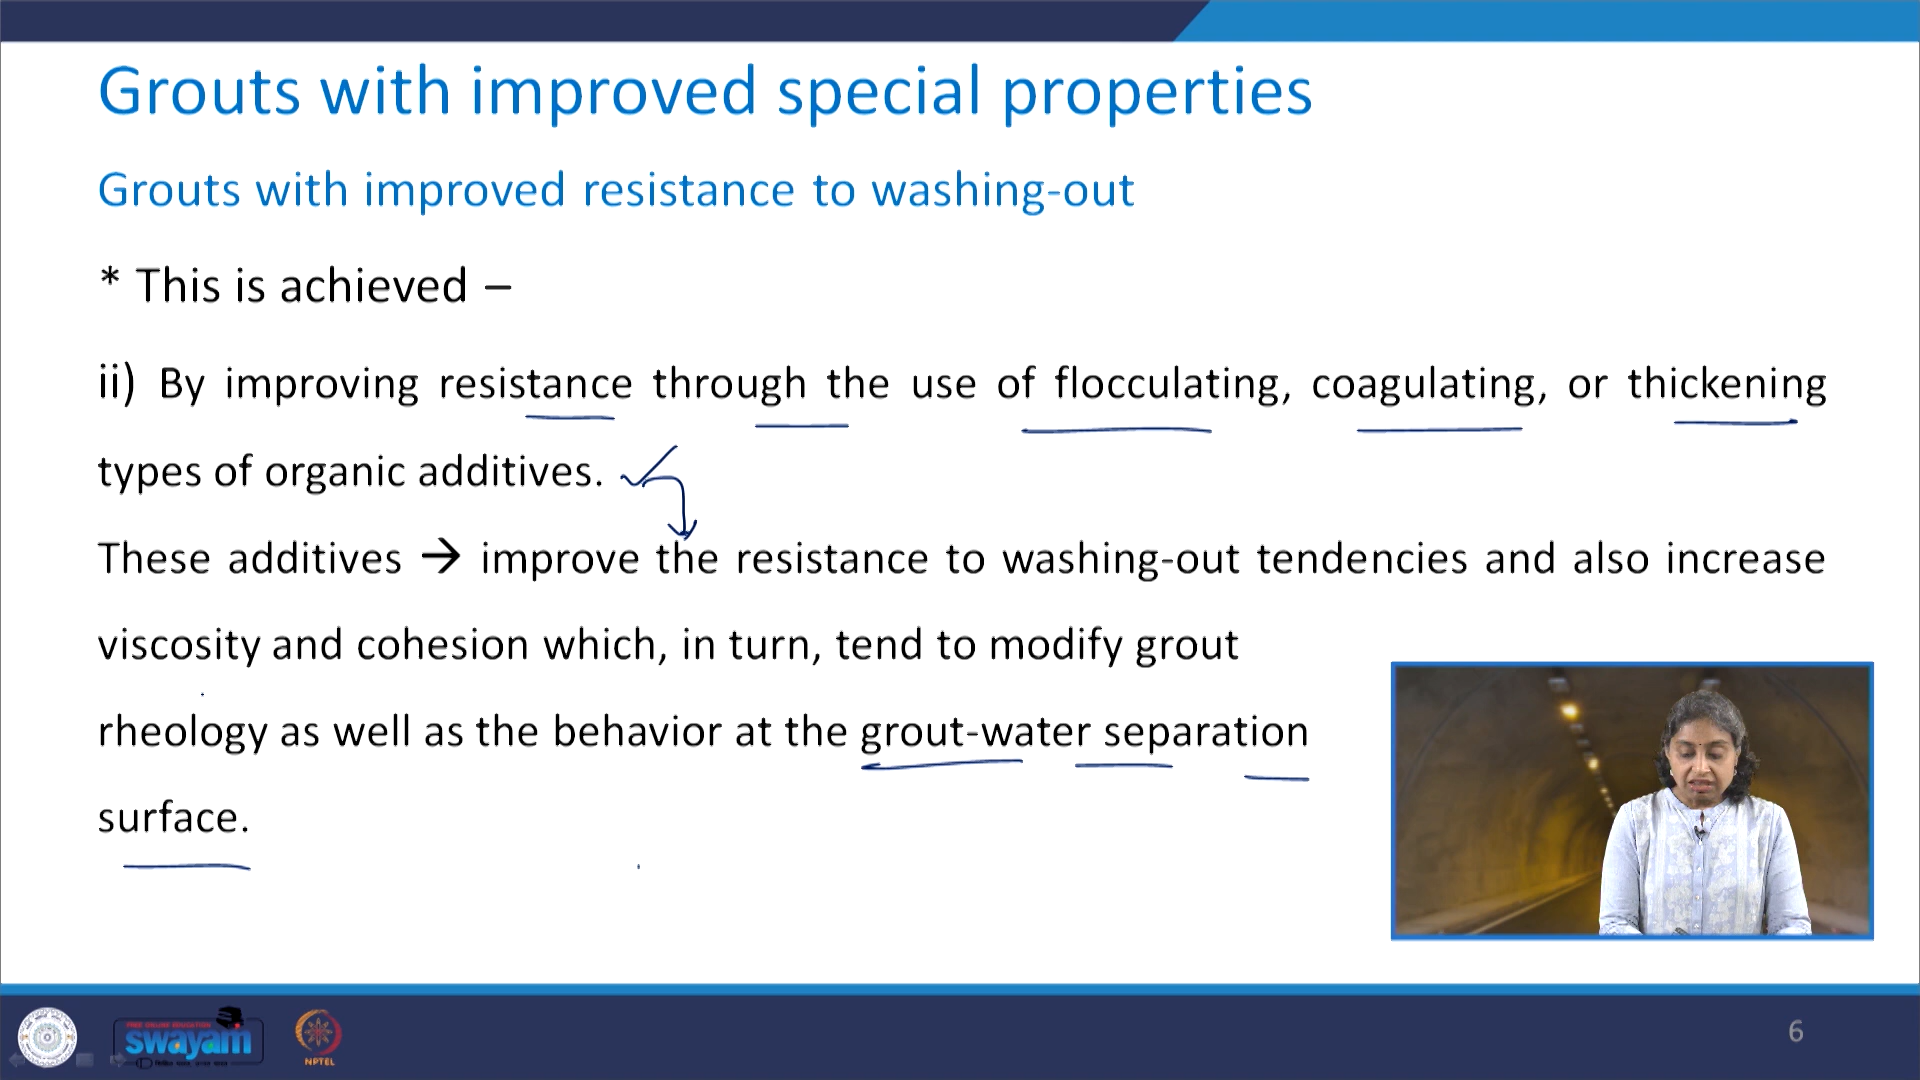 Grouts with improved special properties
Grouts with improved resistance to washing-out
* This is achieved –
ii) By improving resistance through the use of flocculating, coagulating, or thickening
types of organic additives.
These additives → improve the resistance to washing-out tendencies and also increase
viscosity and cohesion which, in turn, tend to modify grout
rheology as well as the behavior at the grout-water separation
surface.
FREE ONLINE EDUCATION
swayam
NPTEL
6